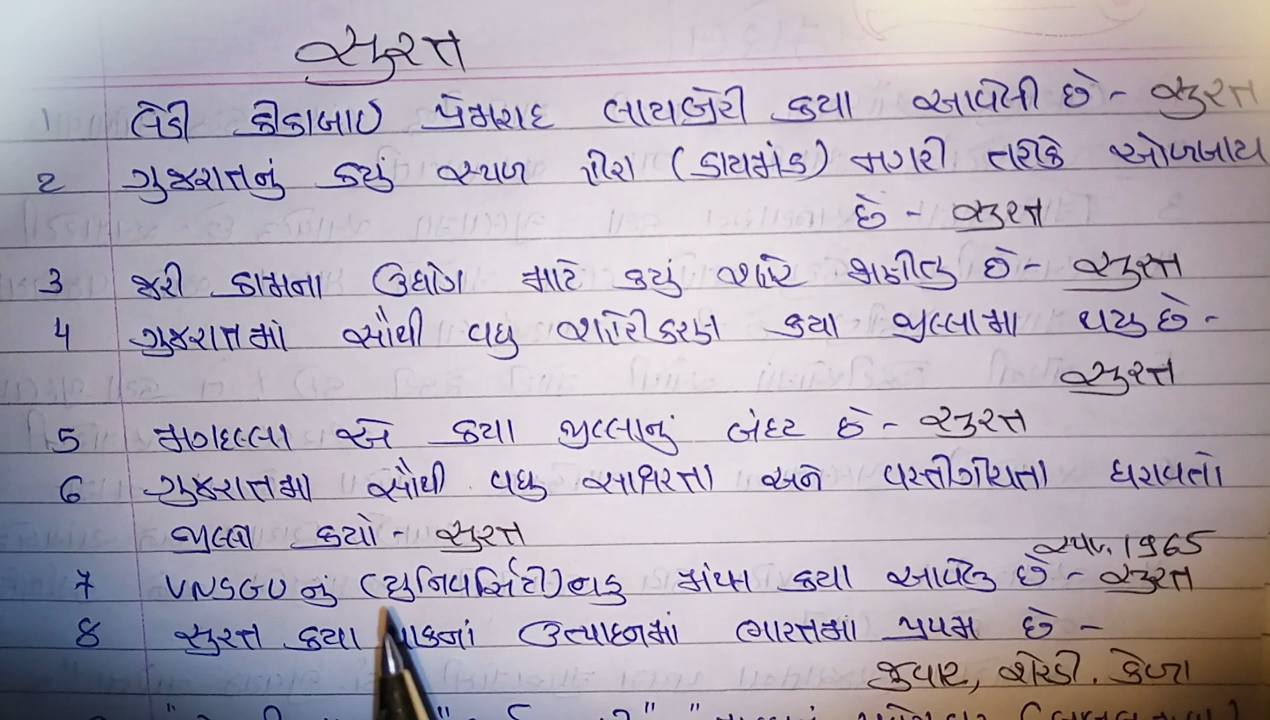 સુરત
1 લેડી કીકાબાઈ પ્રેમચંદ લાયબ્રેરી કયા આવેલી છે - સુરત
2 ગુજરાતનું કયું સ્થળ હીરા (ડાયમંડ) નગરી તરીકે ઓળખાય
છે - સુરત
3 જરી કામના ઉધોગ માટે કયું શહેર જાણીતુ છે - સુરત
4 ગુજરાતમાં સૌથી વધુ શહેરીકરણ કયા જીલ્લામા થયુ છે -
સુરત
5 મગદલ્લા એ કયા જીલ્લાનું બંદર છે - સુરત
6 ગુજરાતમા સૌથી વધુ સાક્ષરતા અને વસ્તીગીચતા ધરાવતો
જીલ્લો કયો - સુરત
સ્થા. 1965
7 VNSGU નું (યુનિવર્સિટી) મથક કયા આવેલુ છે - સુરત
8 સુરત કયા પાકનાં ઉત્પાદનમાં ભારતમાં પ્રથમ છે -
જુવાર, શેરડી. કેળા